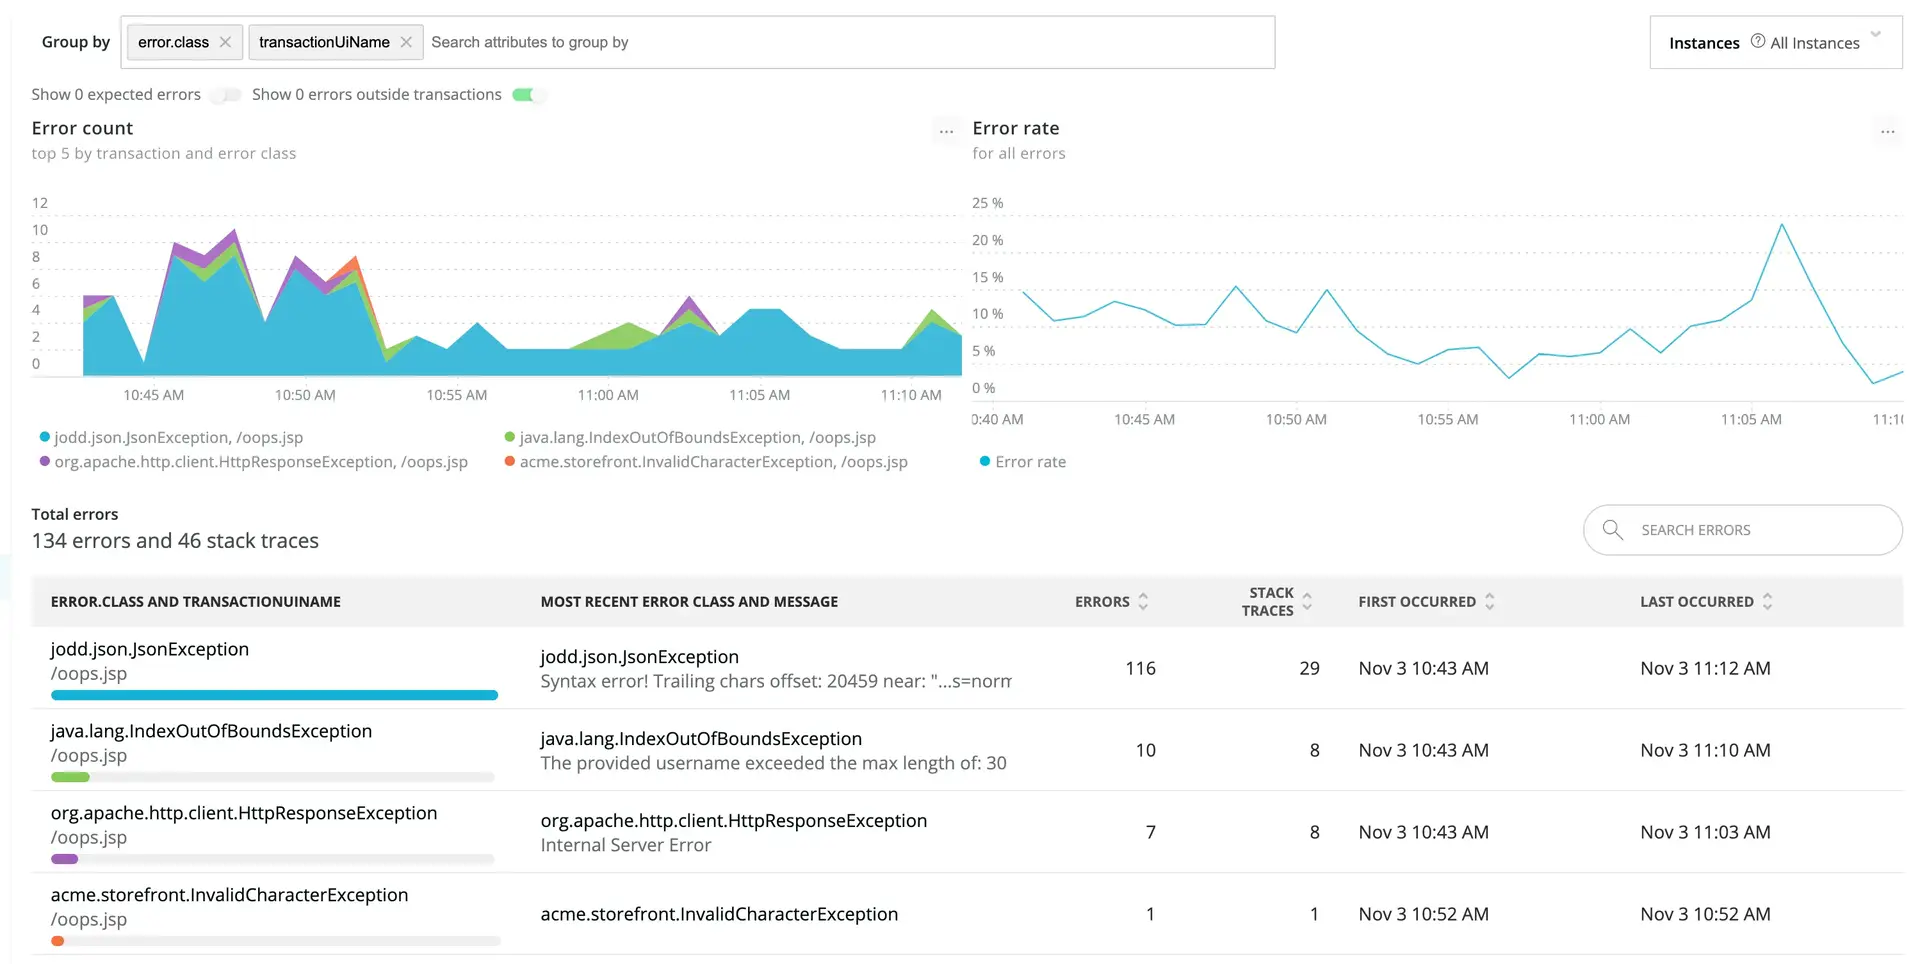 Group by error.class × transactionUiName × Search attributes to group by
Instances ? All Instances
Show 0 expected errors Show 0 errors outside transactions
Error count
top 5 by transaction and error class
12
10
8
6
4
2
0
10:45 AM 10:50 AM 10:55 AM 11:00 AM 11:05 AM 11:10 AM
jodd.json.JsonException, /oops.jsp
java.lang.IndexOutOfBoundsException, /oops.jsp
org.apache.http.client.HttpResponseException, /oops.jsp
acme.storefront.InvalidCharacterException, /oops.jsp
...
Error rate
for all errors
...
25 %
20 %
15 %
10 %
5 %
0 %
0:40 AM 10:45 AM 10:50 AM 10:55 AM 11:00 AM 11:05 AM 11:10
Error rate
Total errors
134 errors and 46 stack traces
SEARCH ERRORS
ERROR.CLASS AND TRANSACTIONUINAME MOST RECENT ERROR CLASS AND MESSAGE ERRORS STACK TRACES FIRST OCCURRED LAST OCCURRED
jodd.json.JsonException
/oops.jsp
jodd.json.JsonException
Syntax error! Trailing chars offset: 20459 near: "...s=norm
116 29 Nov 3 10:43 AM Nov 3 11:12 AM
java.lang.IndexOutOfBoundsException
/oops.jsp
java.lang.IndexOutOfBoundsException
The provided username exceeded the max length of: 30
10 8 Nov 3 10:43 AM Nov 3 11:10 AM
org.apache.http.client.HttpResponseException
/oops.jsp
org.apache.http.client.HttpResponseException
Internal Server Error
7 8 Nov 3 10:43 AM Nov 3 11:03 AM
acme.storefront.InvalidCharacterException
/oops.jsp
acme.storefront.InvalidCharacterException
1 1 Nov 3 10:52 AM Nov 3 10:52 AM